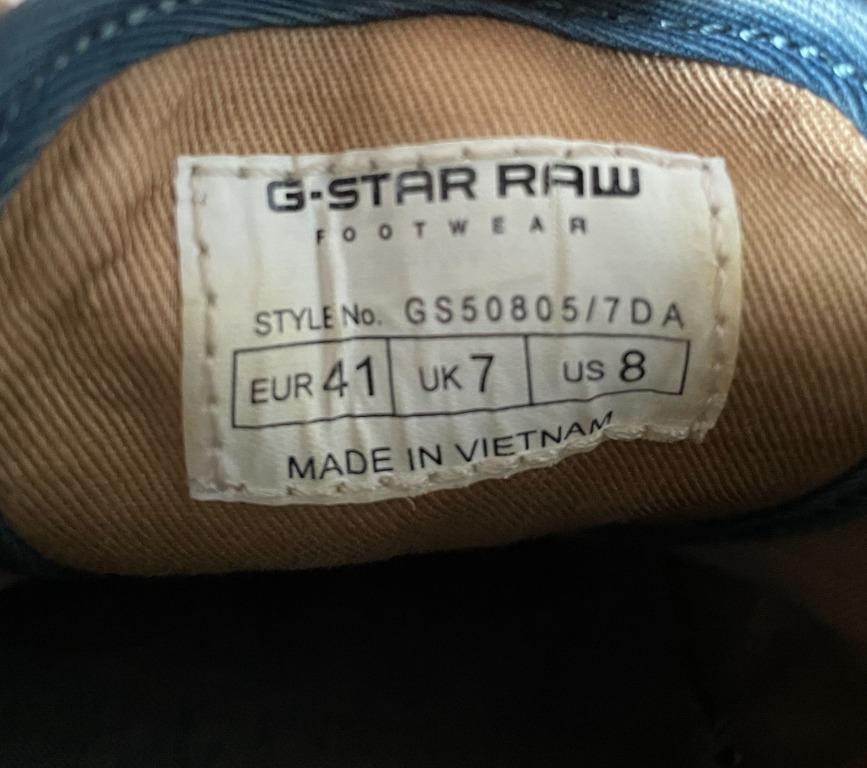 G-STAR RAW
FOOTWEAR
STYLE No. GS50805/7DA
EUR 41 UK 7 US 8
MADE IN VIETNAM